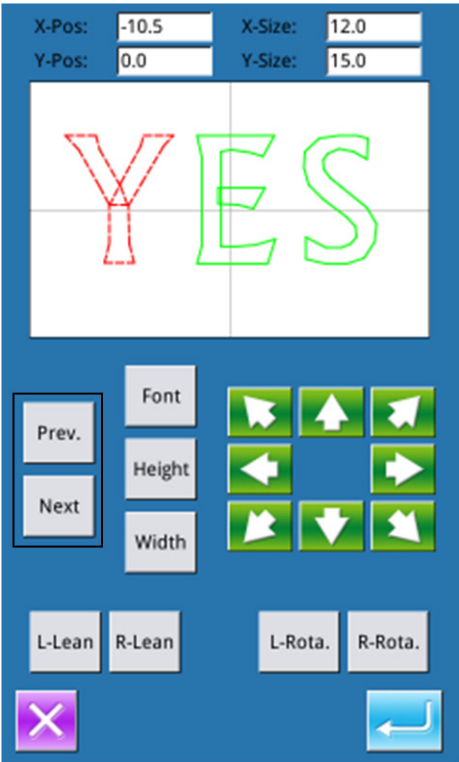 X-Pos: -10.5 X-Size: 12.0
Y-Pos: 0.0 Y-Size: 15.0
YES
Font
Prev.
Height
Next
Width
L-Lean R-Lean L-Rota. R-Rota.